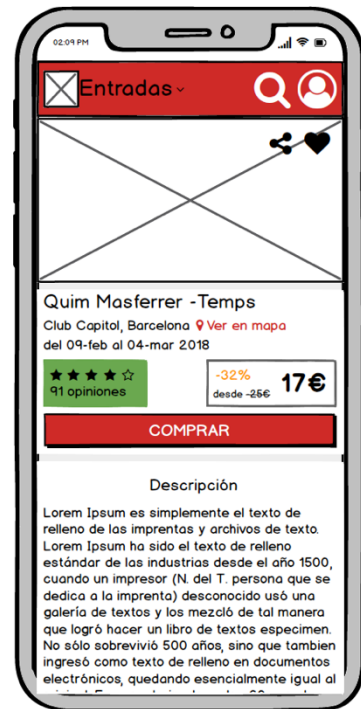 02:09 PM
Entradas
Quim Masferrer -Temps
Club Capitol, Barcelona Ver en mapa
del 09-feb al 04-mar 2018
91 opiniones
-32%
desde -25€
17€
COMPRAR
Descripción
Lorem Ipsum es simplemente el texto de
relleno de las imprentas y archivos de texto.
Lorem Ipsum ha sido el texto de relleno
estándar de las industrias desde el año 1500,
cuando un impresor (N. del T. persona que se
dedica a la imprenta) desconocido usó una
galería de textos y los mezcló de tal manera
que logró hacer un libro de textos especimen.
No sólo sobrevivió 500 años, sino que tambien
ingresó como texto de relleno en documentos
electrónicos, quedando esencialmente igual al